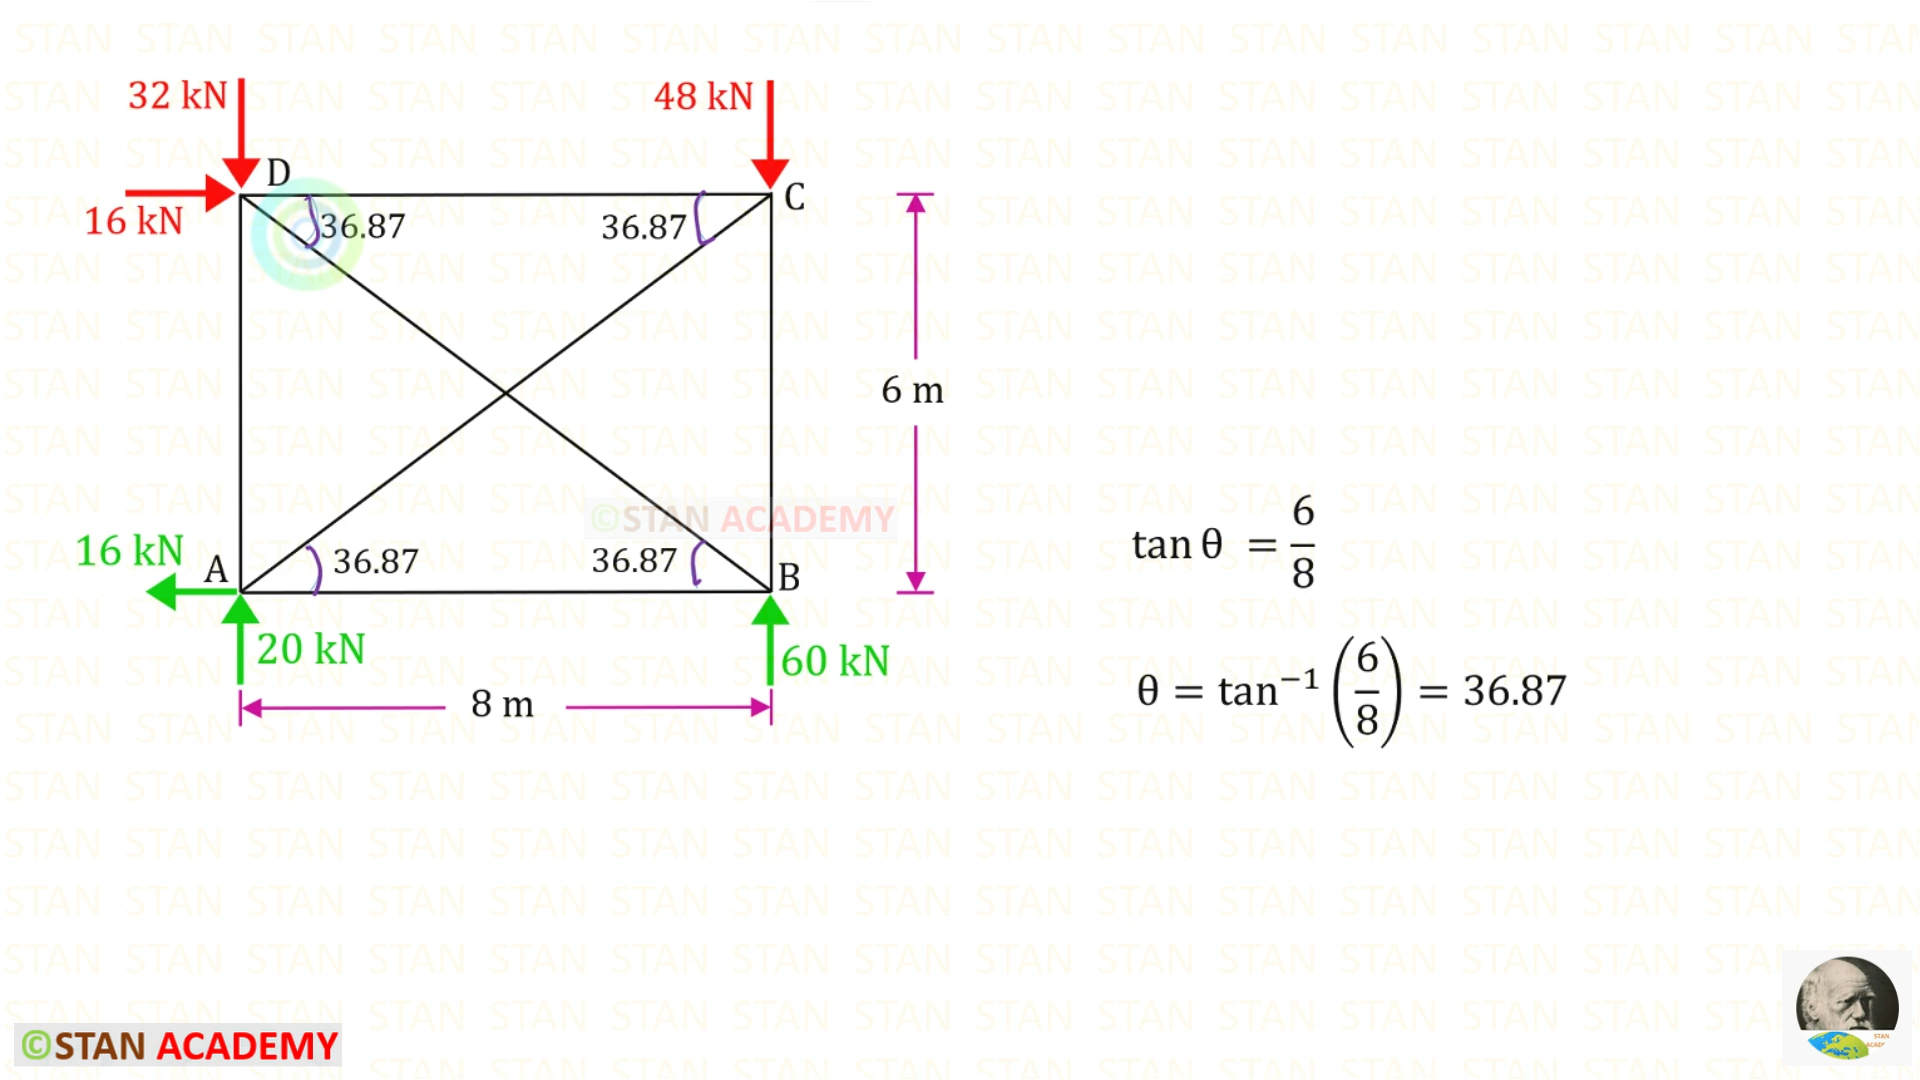 32 kN
48 kN
D
C
16 kN
36.87
36.87
6 m
©STAN ACADEMY
tan θ = 6/8
16 kN
A
36.87
36.87
B
20 kN
60 kN
θ = tan⁻¹ (6/8) = 36.87
8 m
©STAN ACADEMY
STAN